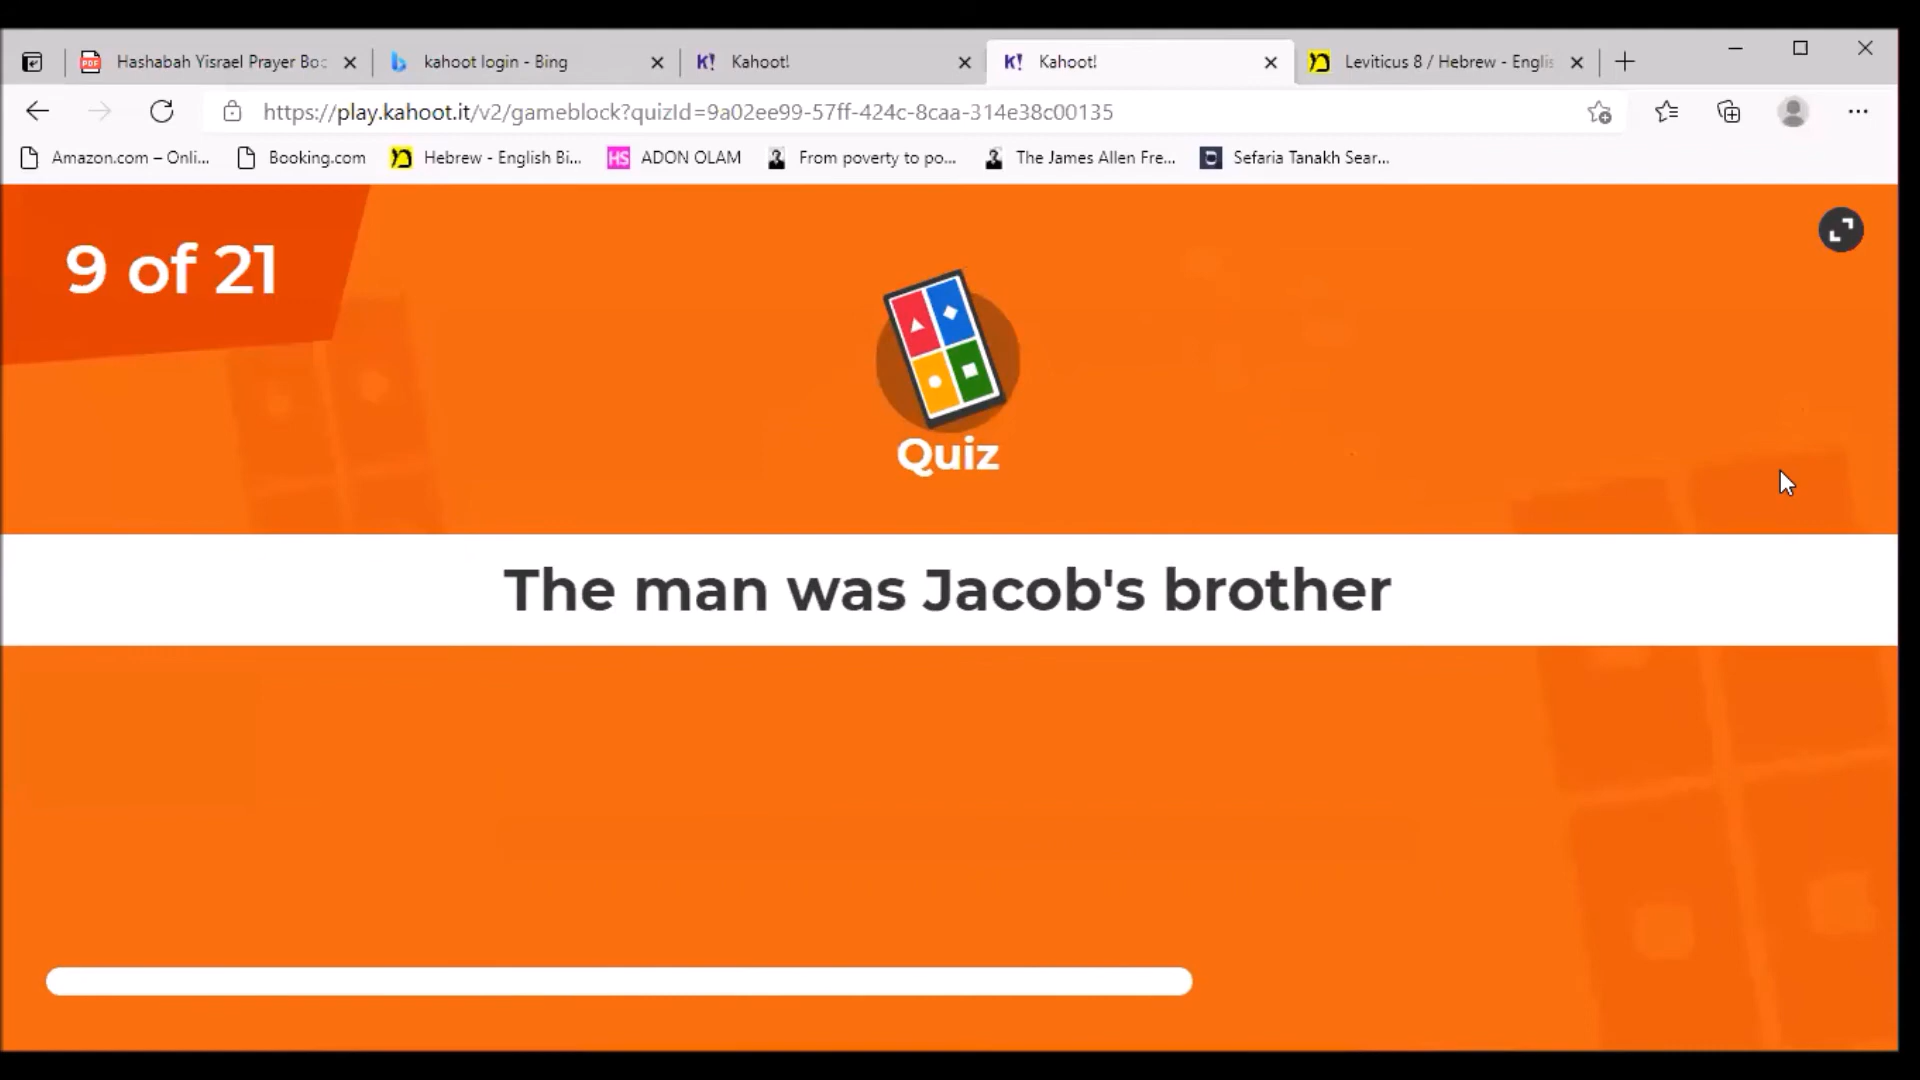 Hashabah Yisrael Prayer Bo
kahoot login - Bing
K! Kahoot!
K! Kahoot!
Leviticus 8 / Hebrew - Englis
https://play.kahoot.it/v2/gameblock?quizId=9a02ee99-57ff-424c-8caa-314e38c00135
Amazon.com – Onli...
Booking.com
Hebrew - English Bi...
HS ADON OLAM
From poverty to po...
The James Allen Fre...
Sefaria Tanakh Sear...
9 of 21
Quiz
The man was Jacob's brother